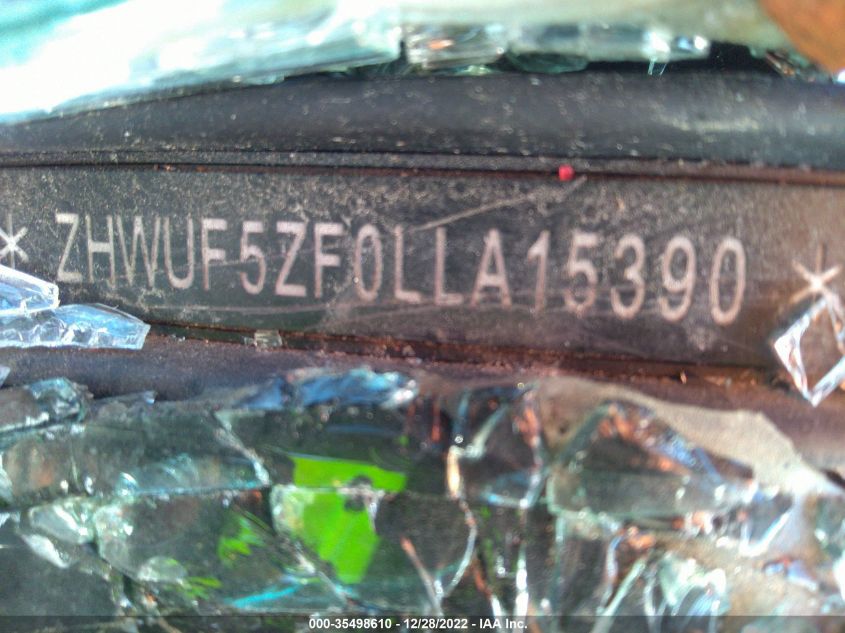 *ZHWUF5ZF0LLA15390*
000-35498610 - 12/28/2022 - IAA Inc.